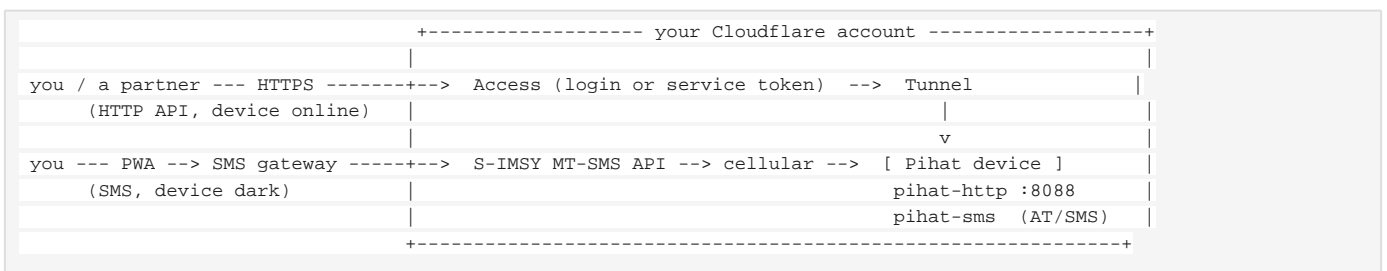 +------------------- your Cloudflare account -------------------+
| |
you / a partner --- HTTPS -------+--> Access (login or service token) --> Tunnel |
(HTTP API, device online) | | |
| v |
you --- PWA --> SMS gateway -----+--> S-IMSY MT-SMS API --> cellular --> [ Pihat device ] |
(SMS, device dark) | pihat-http :8088 |
| pihat-sms (AT/SMS) |
+--------------------------------------------------------------+